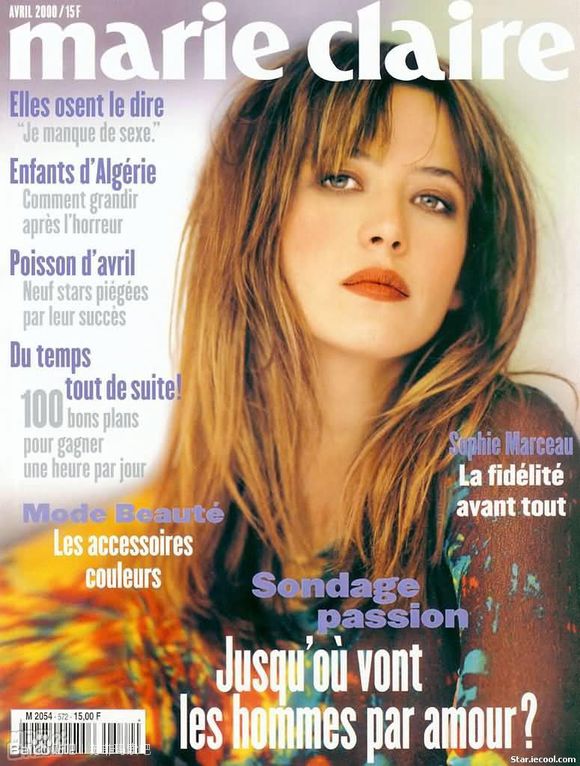 AVRIL 2000 / 15 F
marie claire
Elles osent le dire
“Je manque de sexe.”
Enfants d'Algérie
Comment grandir
après l'horreur
Poisson d'avril
Neuf stars piégées
par leur succès
Du temps
tout de suite!
100 bons plans
pour gagner
une heure par jour
Sophie Marceau
La fidélité
avant tout
Mode Beauté
Les accessoires
couleurs
Sondage
passion
Jusqu'où vont
les hommes par amour ?
M 2054 - 572 - 15,00 F
Star.iecool.com